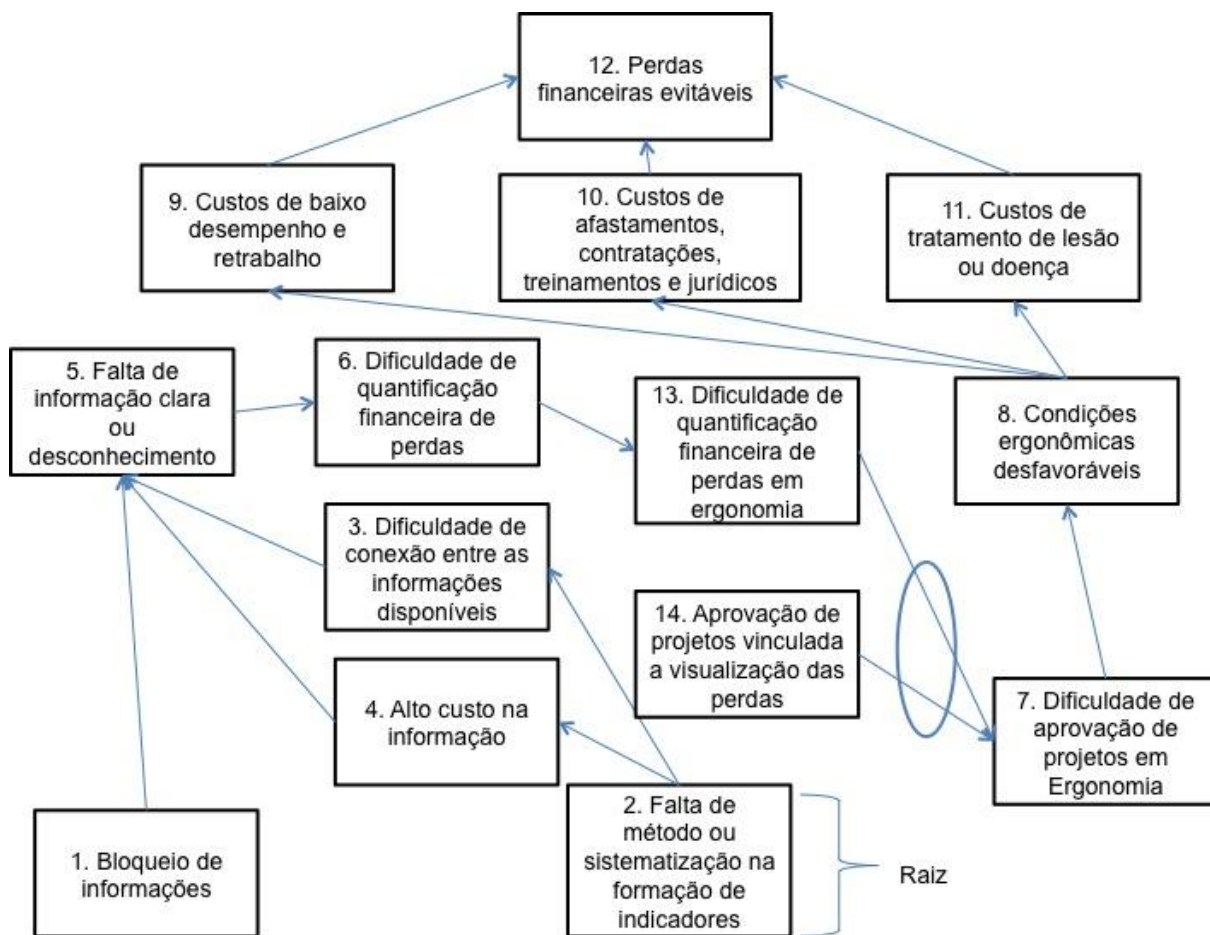 12. Perdas
financeiras evitáveis
9. Custos de baixo
desempenho e
retrabalho
10. Custos de
afastamentos,
contratações,
treinamentos e jurídicos
11. Custos de
tratamento de lesão
ou doença
5. Falta de
informação clara
ou
desconhecimento
6. Dificuldade de
quantificação
financeira de
perdas
13. Dificuldade de
quantificação
financeira de
perdas em
ergonomia
8. Condições
ergonômicas
desfavoráveis
3. Dificuldade de
conexão entre as
informações
disponíveis
14. Aprovação de
projetos vinculada
a visualização das
perdas
4. Alto custo na
informação
7. Dificuldade de
aprovação de
projetos em
Ergonomia
1. Bloqueio de
informações
2. Falta de
método ou
sistematização na
formação de
indicadores
Raiz